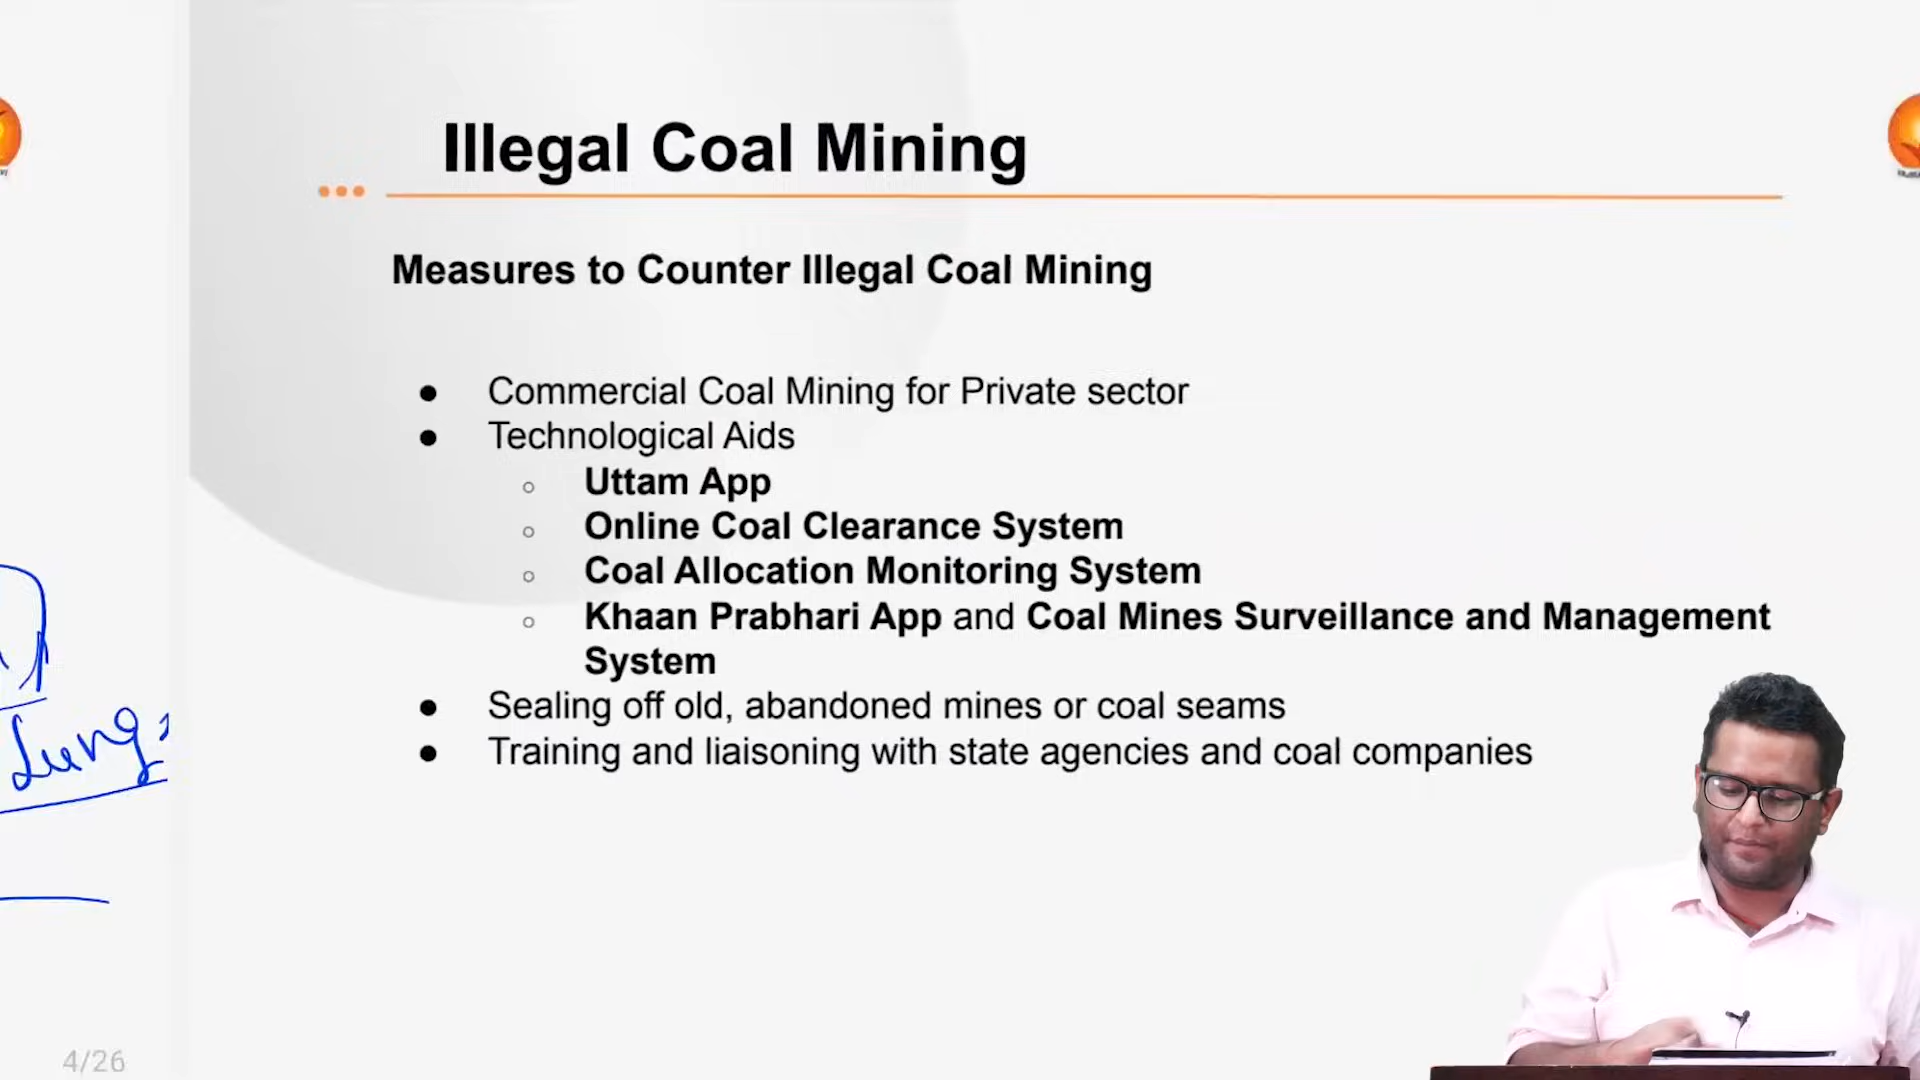 Illegal Coal Mining
Measures to Counter Illegal Coal Mining
● Commercial Coal Mining for Private sector
● Technological Aids
○ Uttam App
○ Online Coal Clearance System
○ Coal Allocation Monitoring System
○ Khaan Prabhari App and Coal Mines Surveillance and Management
System
● Sealing off old, abandoned mines or coal seams
● Training and liaisoning with state agencies and coal companies
Lung
4/26